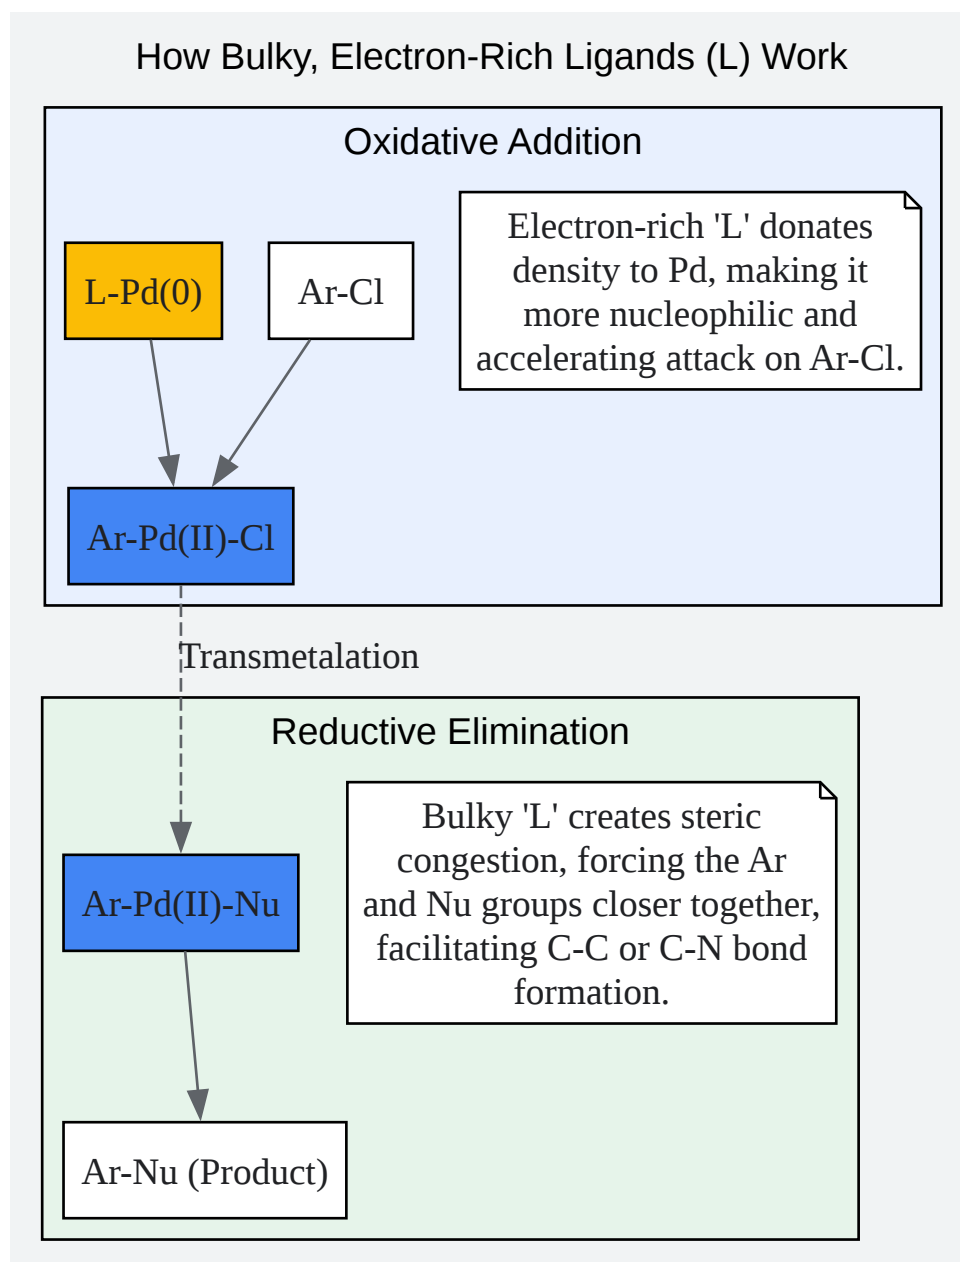 How Bulky, Electron-Rich Ligands (L) Work
Oxidative Addition
Electron-rich 'L' donates
density to Pd, making it
more nucleophilic and
accelerating attack on Ar-Cl.
L-Pd(0)
Ar-Cl
Ar-Pd(II)-Cl
Transmetalation
Reductive Elimination
Bulky 'L' creates steric
congestion, forcing the Ar
and Nu groups closer together,
facilitating C-C or C-N bond
formation.
Ar-Pd(II)-Nu
Ar-Nu (Product)